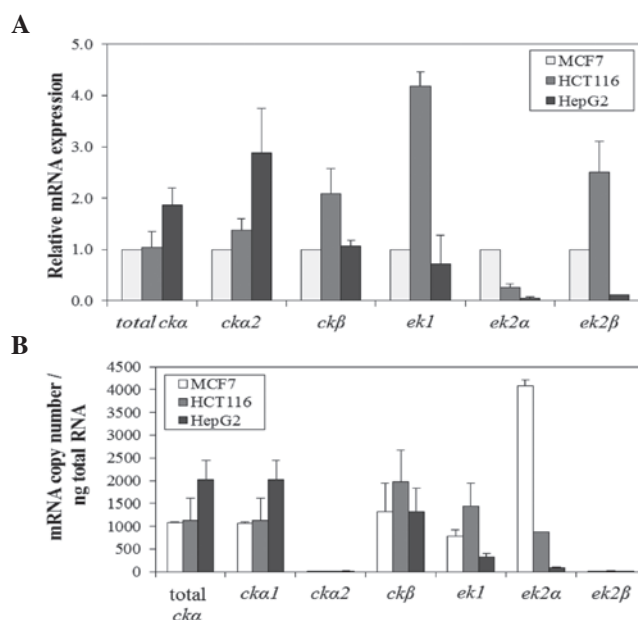 A
Relative mRNA expression
5.0
4.0
3.0
2.0
1.0
0.0
MCF7
HCT116
HepG2
total ckα
ckα2
ckβ
ek1
ek2α
ek2β
B
mRNA copy number /
ng total RNA
4500
4000
3500
3000
2500
2000
1500
1000
500
0
MCF7
HCT116
HepG2
total
ckα
ckα1
ckα2
ckβ
ek1
ek2α
ek2β